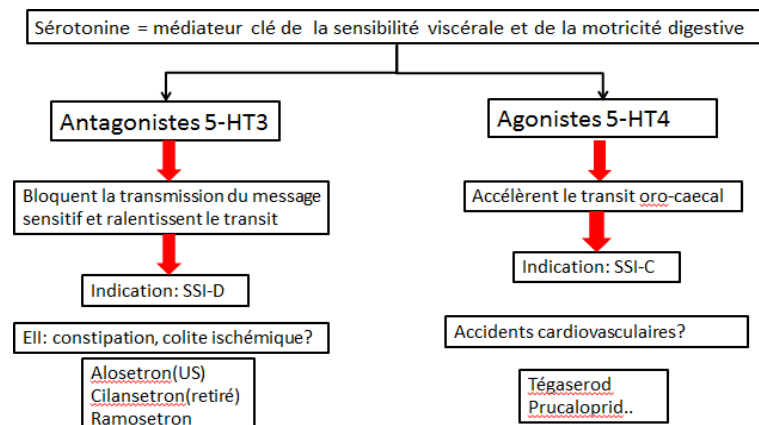 Sérotonine = médiateur clé de la sensibilité viscérale et de la motricité digestive
Antagonistes 5-HT3
Bloquent la transmission du message
sensitif et ralentissent le transit
Indication: SSI-D
EII: constipation, colite ischémique?
Alosetron(US)
Cilansetron(retiré)
Ramosetron
Agonistes 5-HT4
Accélèrent le transit oro-caecal
Indication: SSI-C
Accidents cardiovasculaires?
Tégaserod
Prucaloprid..